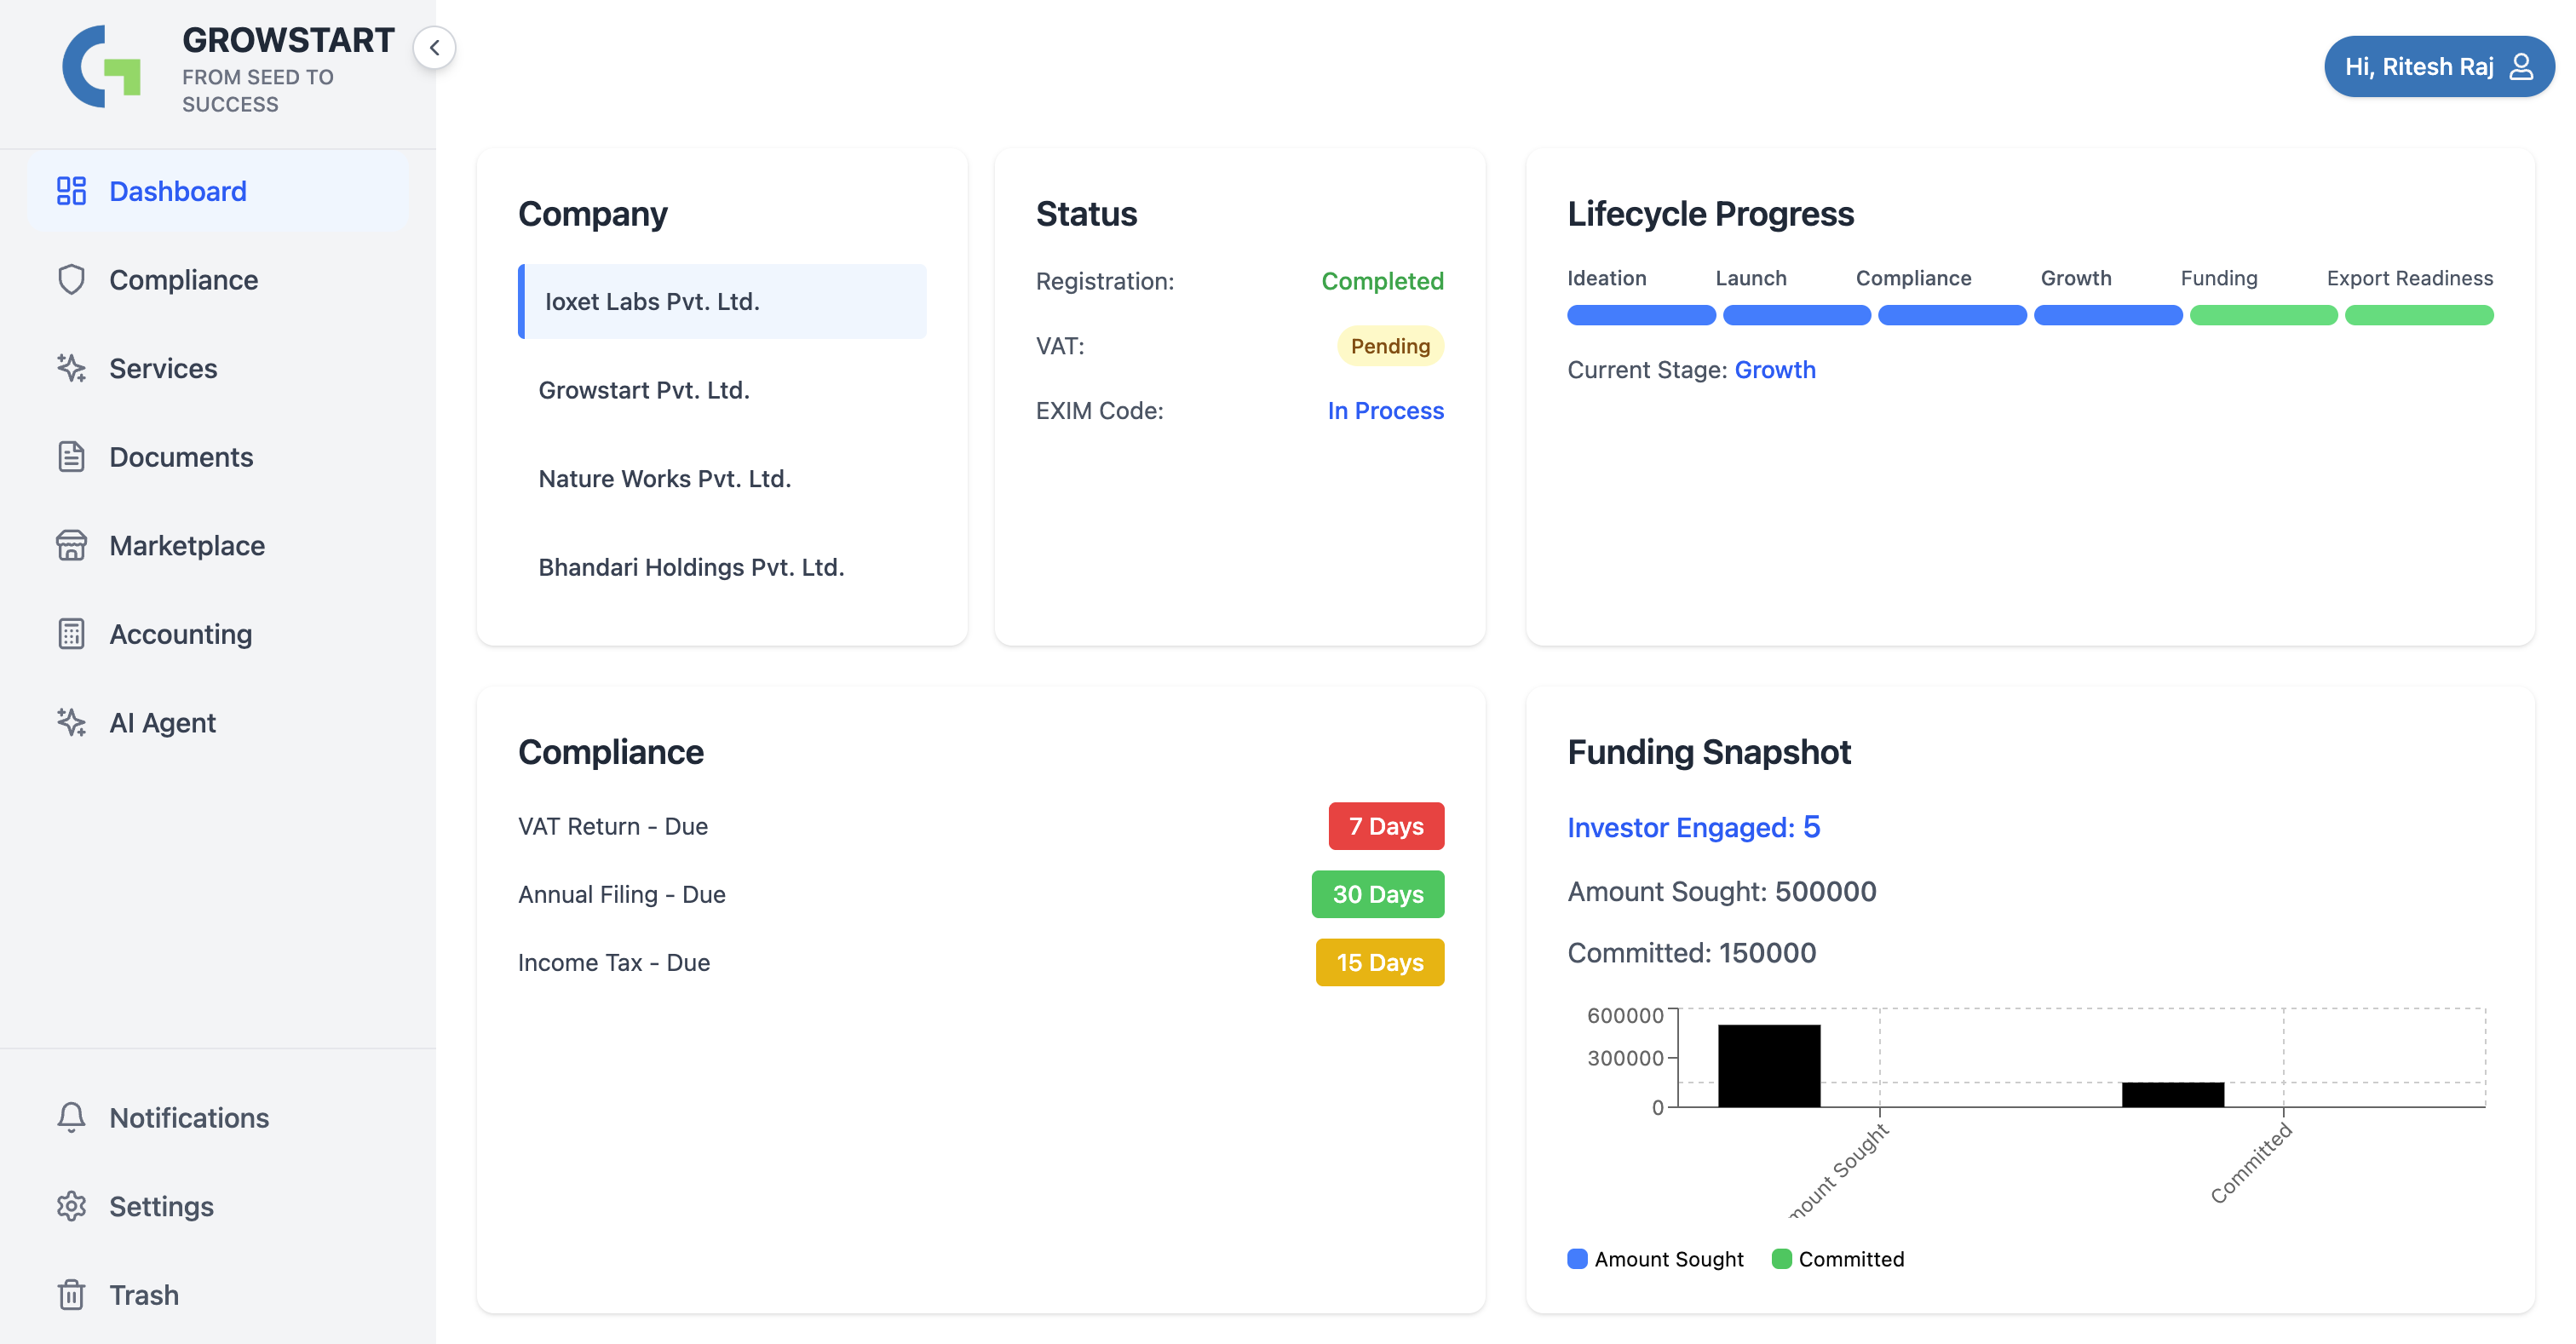 GROWSTART
FROM SEED TO
SUCCESS
Hi, Ritesh Raj
Dashboard
Compliance
Services
Documents
Marketplace
Accounting
AI Agent
Notifications
Settings
Trash
Company
Ioxet Labs Pvt. Ltd.
Growstart Pvt. Ltd.
Nature Works Pvt. Ltd.
Bhandari Holdings Pvt. Ltd.
Status
Registration: Completed
VAT: Pending
EXIM Code: In Process
Lifecycle Progress
Ideation Launch Compliance Growth Funding Export Readiness
Current Stage: Growth
Compliance
VAT Return - Due 7 Days
Annual Filing - Due 30 Days
Income Tax - Due 15 Days
Funding Snapshot
Investor Engaged: 5
Amount Sought: 500000
Committed: 150000
600000
300000
0
mount Sought
Committed
Amount Sought Committed